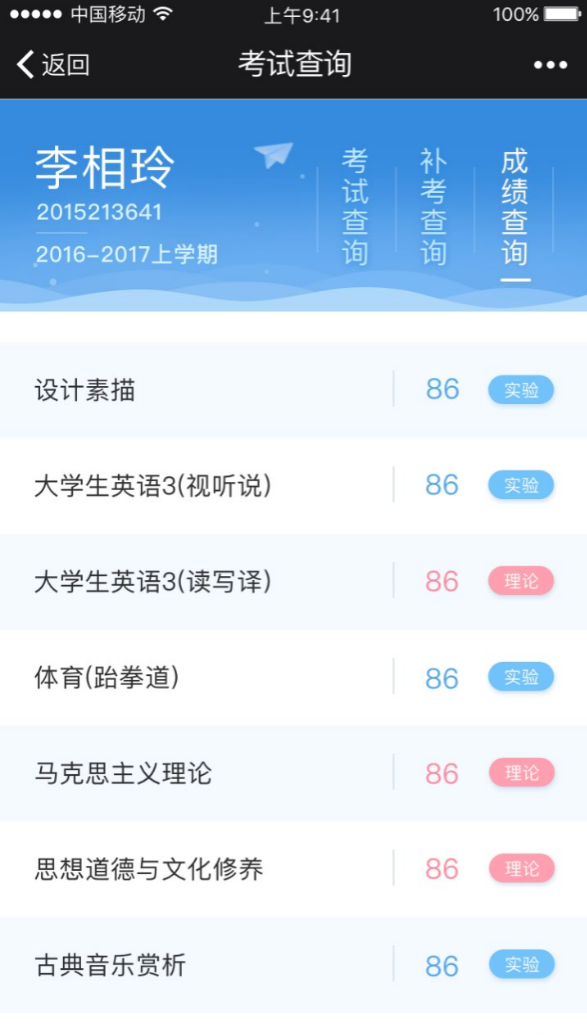 ●●●●● 中国移动 上午9:41 100%
返回 考试查询 •••
李相玲
2015213641
2016-2017上学期
考试查询
补考查询
成绩查询
设计素描 86 实验
大学生英语3(视听说) 86 实验
大学生英语3(读写译) 86 理论
体育(跆拳道) 86 实验
马克思主义理论 86 理论
思想道德与文化修养 86 理论
古典音乐赏析 86 实验